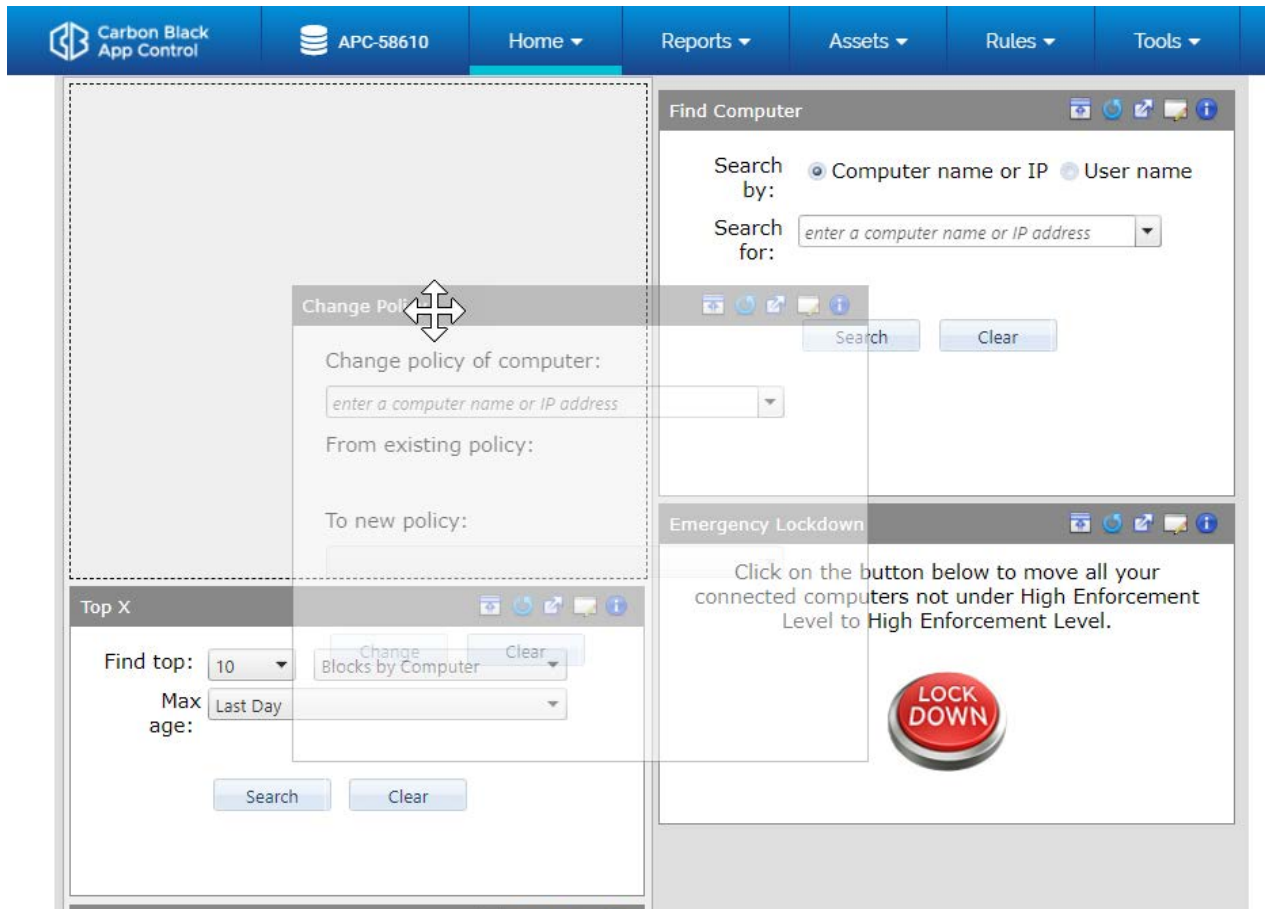 Carbon Black
App Control
APC-58610
Home
Reports
Assets
Rules
Tools
Find Computer
Search by:
Computer name or IP
User name
Search for:
enter a computer name or IP address
Search
Clear
Change Policy
Change policy of computer:
enter a computer name or IP address
From existing policy:
To new policy:
Change
Clear
Emergency Lockdown
Click on the button below to move all your
connected computers not under High Enforcement
Level to High Enforcement Level.
LOCK
DOWN
Top X
Find top:
10
Blocks by Computer
Max age:
Last Day
Search
Clear